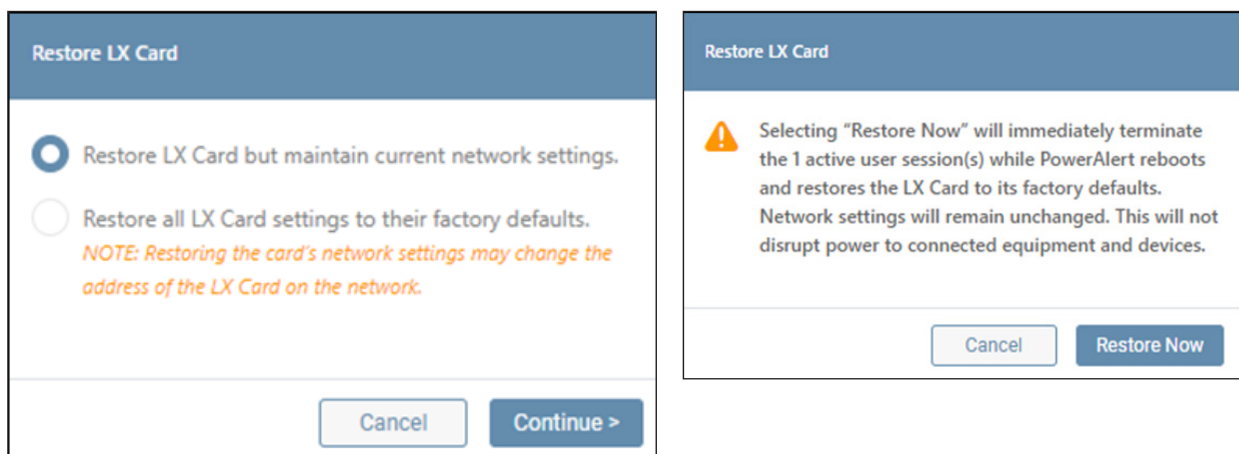 Restore LX Card
Restore LX Card but maintain current network settings.
Restore all LX Card settings to their factory defaults.
NOTE: Restoring the card's network settings may change the
address of the LX Card on the network.
Cancel
Continue >
Restore LX Card
Selecting “Restore Now” will immediately terminate
the 1 active user session(s) while PowerAlert reboots
and restores the LX Card to its factory defaults.
Network settings will remain unchanged. This will not
disrupt power to connected equipment and devices.
Cancel
Restore Now